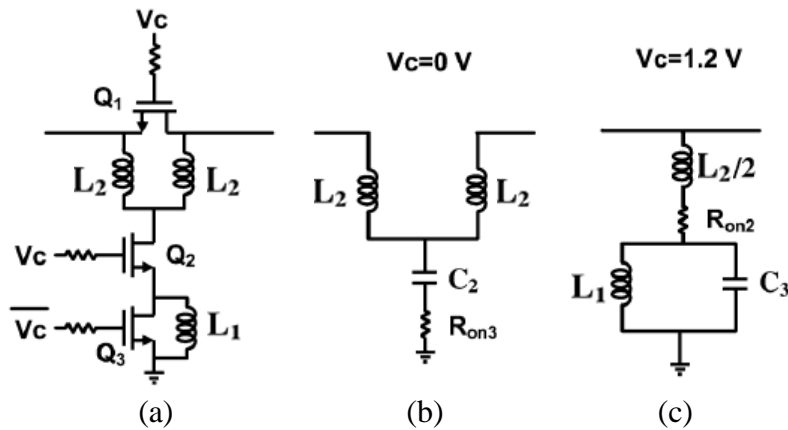 Vc
Q1
L2 L2
Vc Q2
Vc Q3 L1
(a)
Vc=0 V
L2 L2
C2
Ron3
(b)
Vc=1.2 V
L2/2
Ron2
L1 C3
(c)